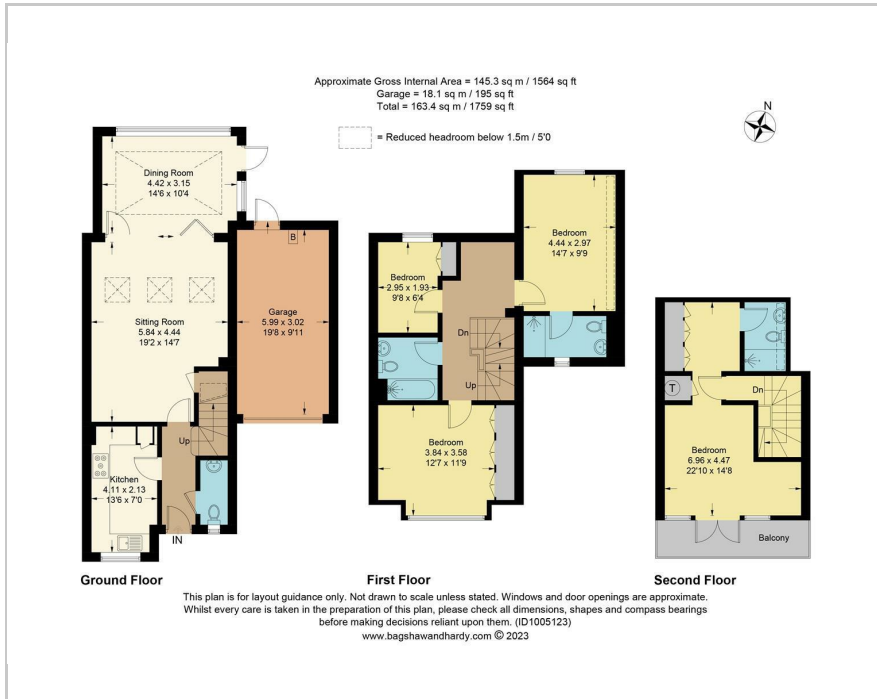 Approximate Gross Internal Area = 145.3 sq m / 1564 sq ft
Garage = 18.1 sq m / 195 sq ft
Total = 163.4 sq m / 1759 sq ft
= Reduced headroom below 1.5m / 5'0
N
Dining Room
4.42 x 3.15
14'6 x 10'4
Sitting Room
5.84 x 4.44
19'2 x 14'7
B
Garage
5.99 x 3.02
19'8 x 9'11
Up
Kitchen
4.11 x 2.13
13'6 x 7'0
IN
Ground Floor
Bedroom
4.44 x 2.97
14'7 x 9'9
Bedroom
2.95 x 1.93
9'8 x 6'4
Dn
Up
Bedroom
3.84 x 3.58
12'7 x 11'9
First Floor
T
Dn
Bedroom
6.96 x 4.47
22'10 x 14'8
Balcony
Second Floor
This plan is for layout guidance only. Not drawn to scale unless stated. Windows and door openings are approximate.
Whilst every care is taken in the preparation of this plan, please check all dimensions, shapes and compass bearings
before making decisions reliant upon them. (ID1005123)
www.bagshawandhardy.com © 2023